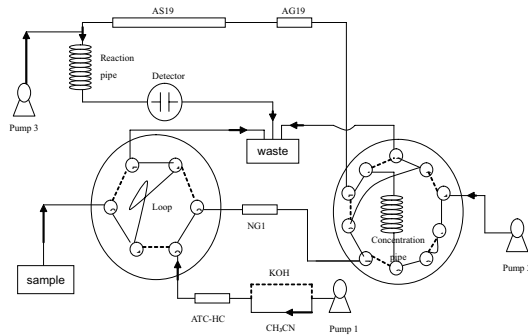 AS19
AG19
Reaction
pipe
Detector
Pump 3
waste
Loop
NG1
Concentration
pipe
sample
KOH
ATC-HC
CH₃CN
Pump 1
Pump